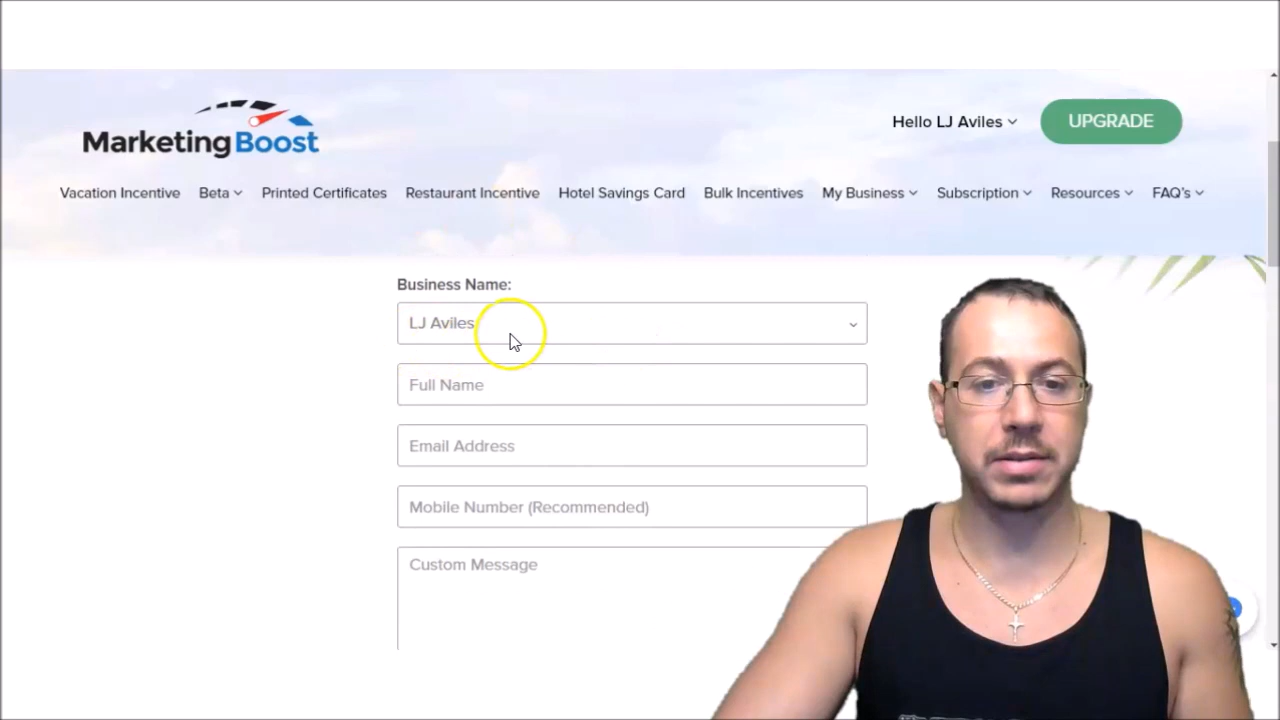 MarketingBoost
Hello LJ Aviles
UPGRADE
Vacation Incentive Beta Printed Certificates Restaurant Incentive Hotel Savings Card Bulk Incentives My Business Subscription Resources FAQ's
Business Name:
LJ Aviles
Full Name
Email Address
Mobile Number (Recommended)
Custom Message